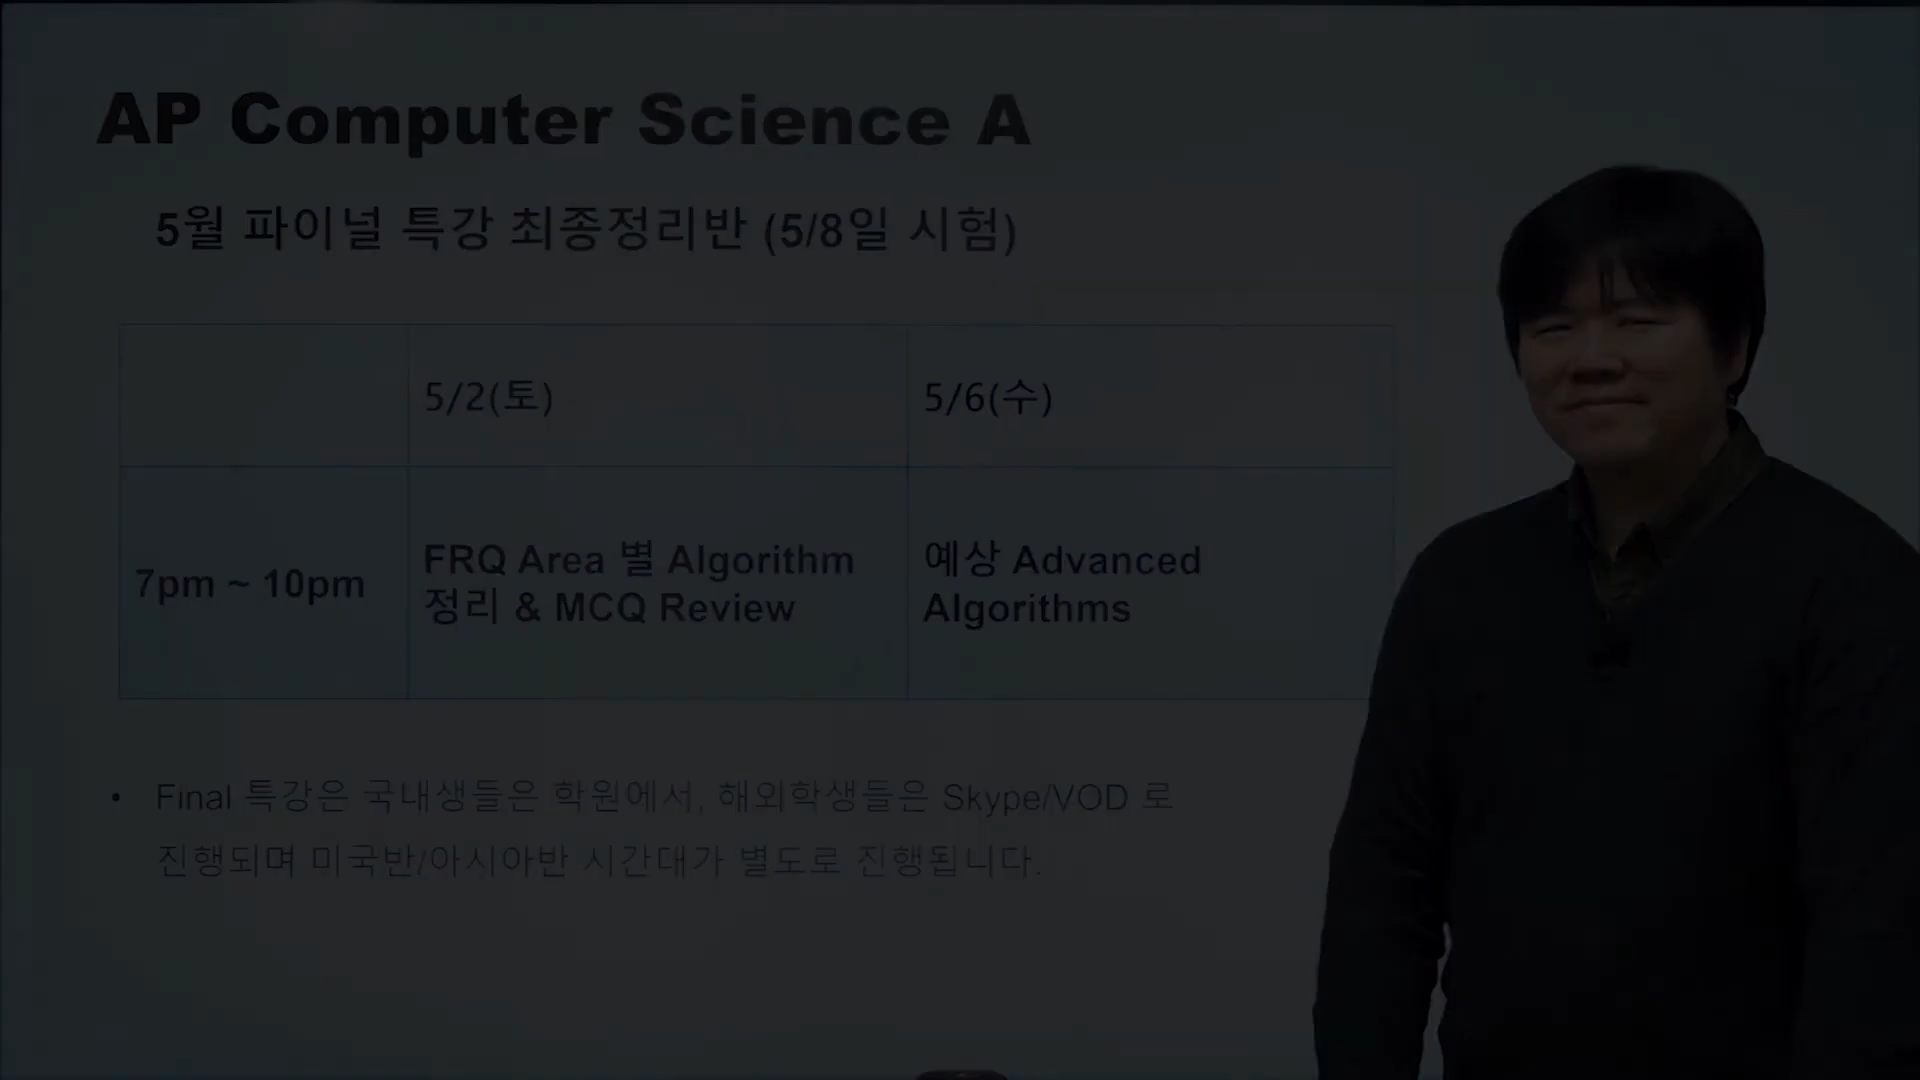 AP Computer Science A
5월 파이널 특강 최종정리반 (5/8일 시험)
5/2(토)
5/6(수)
7pm ~ 10pm
FRQ Area 별 Algorithm
정리 & MCQ Review
예상 Advanced
Algorithms
• Final 특강은 국내생들은 학원에서, 해외학생들은 Skype/VOD 로
진행되며 미국반/아시아반 시간대가 별도로 진행됩니다.